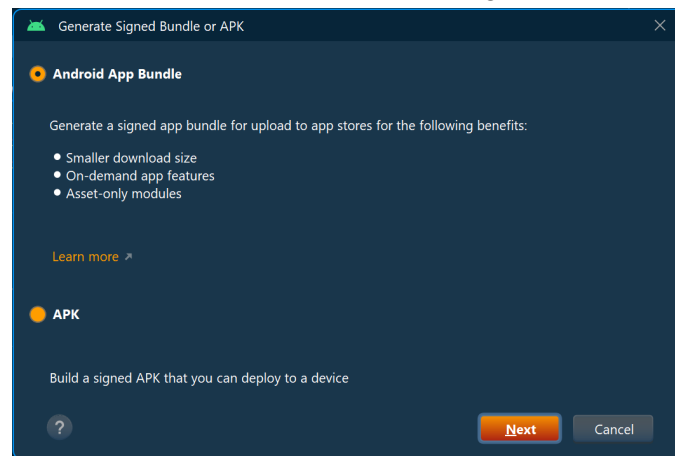 Generate Signed Bundle or APK
Android App Bundle
Generate a signed app bundle for upload to app stores for the following benefits:
• Smaller download size
• On-demand app features
• Asset-only modules
Learn more ↗
APK
Build a signed APK that you can deploy to a device
?
Next
Cancel